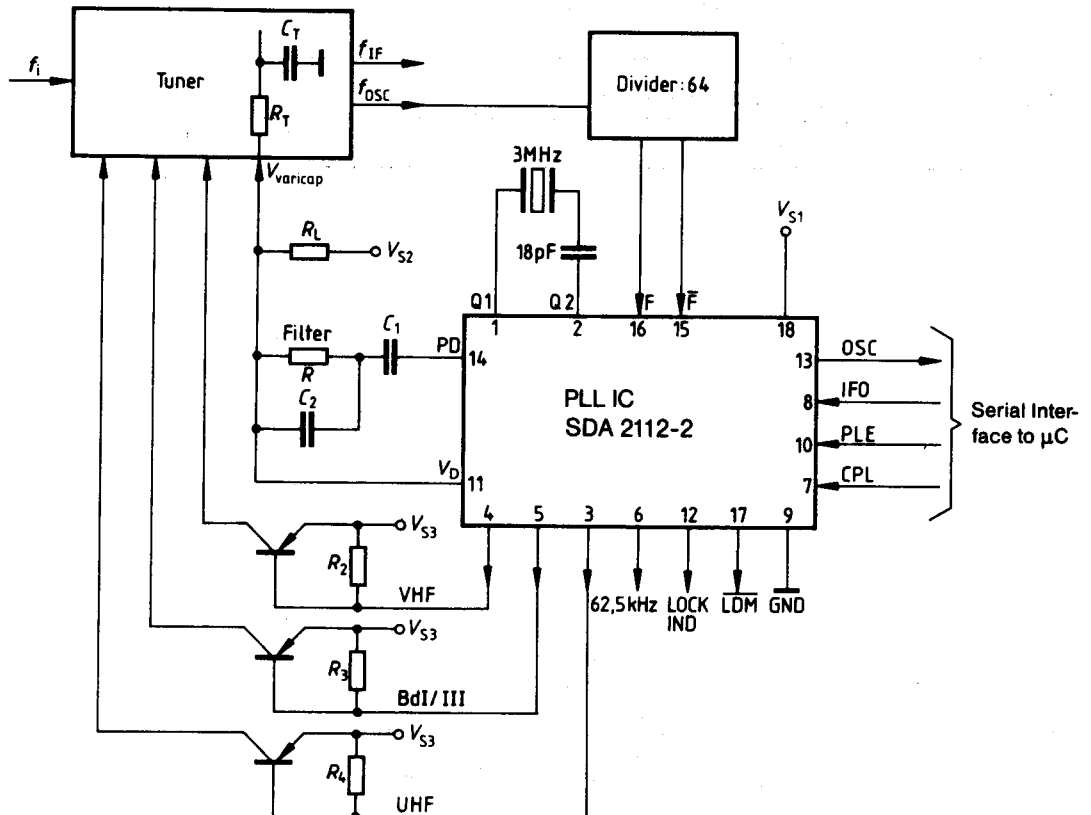 C_T
f_i
Tuner
f_IF
f_OSC
R_T
Divider:64
V_varicap
3MHz
R_L
V_S2
18pF
V_S1
Q1
Q2
F
F̅
1
2
16
15
18
Filter
C_1
PD
14
R
C_2
V_D
11
PLL IC
SDA 2112-2
13
OSC
8
IFO
10
PLE
7
CPL
Serial Inter-
face to µC
4
5
3
6
12
17
9
V_S3
R_2
VHF
62,5kHz
LOCK
IND
L̅D̅M̅
GND
V_S3
R_3
BdI/III
V_S3
R_4
UHF